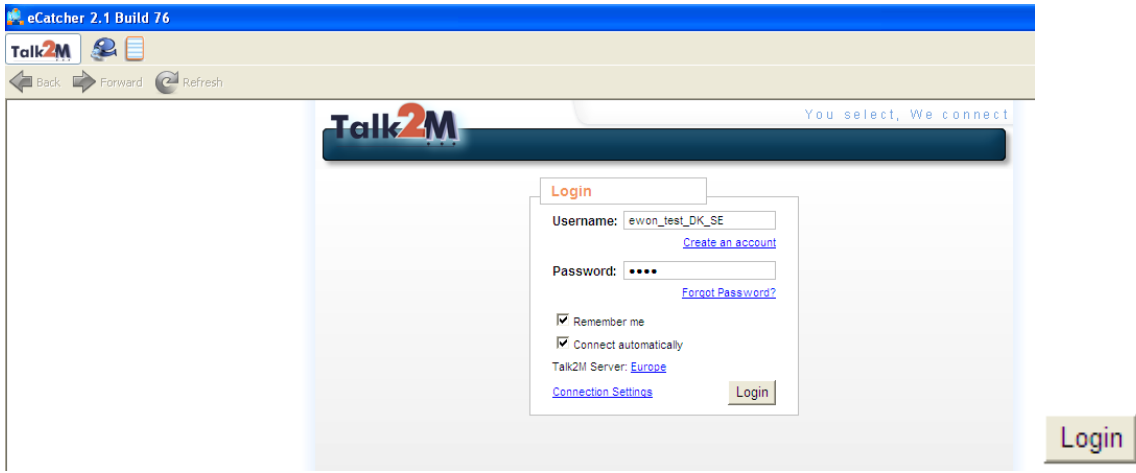 eCatcher 2.1 Build 76
Talk2M
Back Forward Refresh
Talk2M
You select, We connect
Login
Username: ewon_test_DK_SE
Create an account
Password: ••••
Forgot Password?
Remember me
Connect automatically
Talk2M Server: Europe
Connection Settings Login
Login